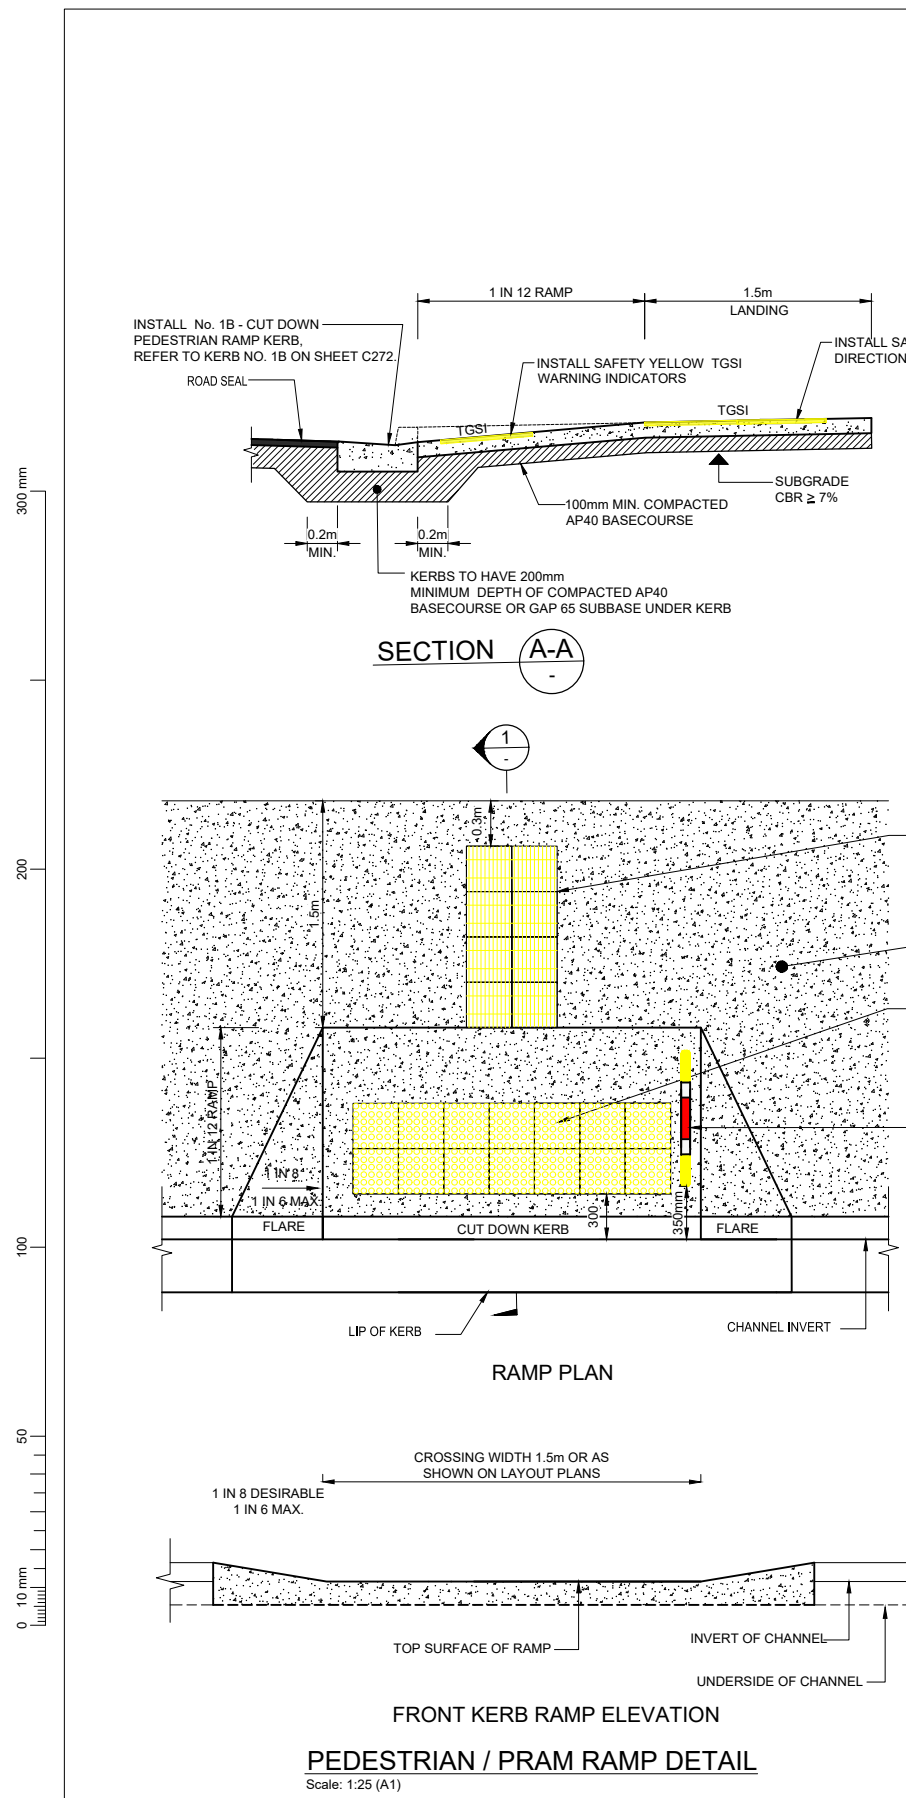 1 IN 12 RAMP
1.5m
LANDING
INSTALL No. 1B - CUT DOWN
PEDESTRIAN RAMP KERB,
REFER TO KERB NO. 1B ON SHEET C272.
ROAD SEAL
INSTALL SAFETY YELLOW TGSI
WARNING INDICATORS
INSTALL SA
DIRECTION
TGSI
TGSI
SUBGRADE
CBR ≥ 7%
100mm MIN. COMPACTED
AP40 BASECOURSE
0.2m
MIN.
0.2m
MIN.
KERBS TO HAVE 200mm
MINIMUM DEPTH OF COMPACTED AP40
BASECOURSE OR GAP 65 SUBBASE UNDER KERB
SECTION
A-A
-
1
-
0.3m
1.5m
1 IN 12 RAMP
1 IN 8
1 IN 6 MAX
FLARE
CUT DOWN KERB
300
350mm
FLARE
LIP OF KERB
CHANNEL INVERT
RAMP PLAN
CROSSING WIDTH 1.5m OR AS
SHOWN ON LAYOUT PLANS
1 IN 8 DESIRABLE
1 IN 6 MAX.
TOP SURFACE OF RAMP
INVERT OF CHANNEL
UNDERSIDE OF CHANNEL
FRONT KERB RAMP ELEVATION
PEDESTRIAN / PRAM RAMP DETAIL
Scale: 1:25 (A1)
300 mm
200
100
50
10 mm
0